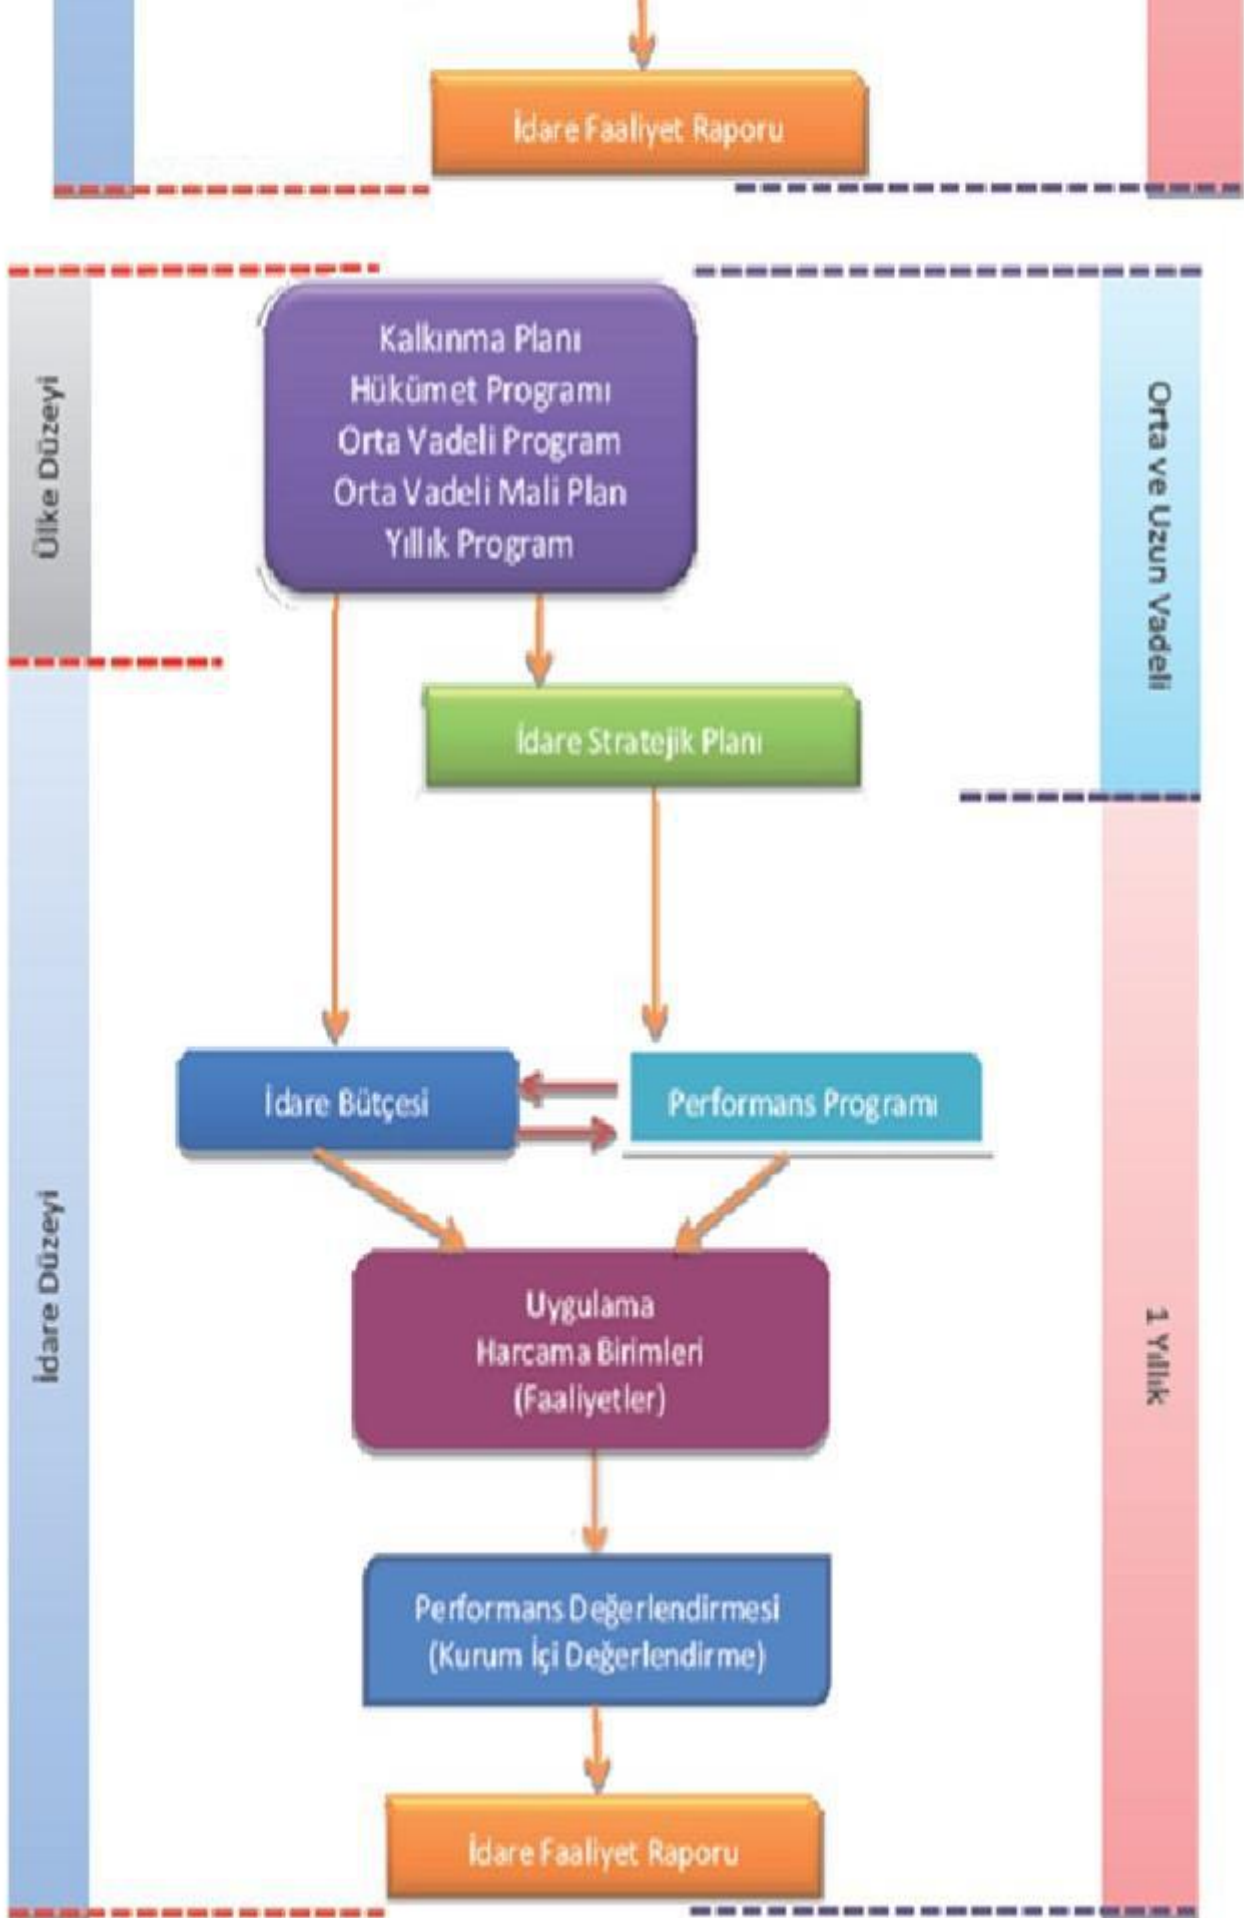 İdare Faaliyet Raporu
Kalkınma Planı
Hükümet Programı
Orta Vadeli Program
Orta Vadeli Mali Plan
Yıllık Program
Ülke Düzeyi
Orta ve Uzun Vadeli
İdare Stratejik Planı
İdare Bütçesi
Performans Programı
Uygulama
Harcama Birimleri
(Faaliyetler)
İdare Düzeyi
1 Yıllık
Performans Değerlendirmesi
(Kurum İçi Değerlendirme)
İdare Faaliyet Raporu